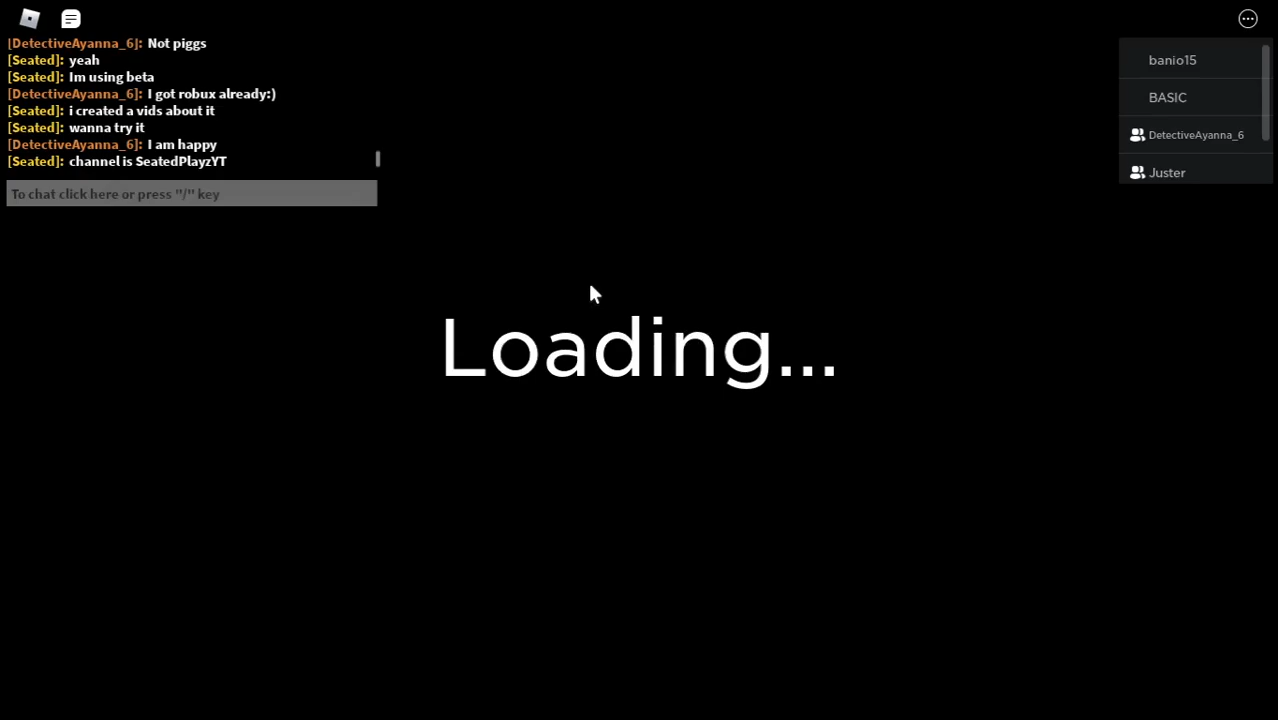 [DetectiveAyanna_6]: Not piggs
[Seated]: yeah
[Seated]: Im using beta
[DetectiveAyanna_6]: I got robux already:)
[Seated]: i created a vids about it
[Seated]: wanna try it
[DetectiveAyanna_6]: I am happy
[Seated]: channel is SeatedPlayzYT
To chat click here or press "/" key
banio15
BASIC
DetectiveAyanna_6
Juster
Loading...